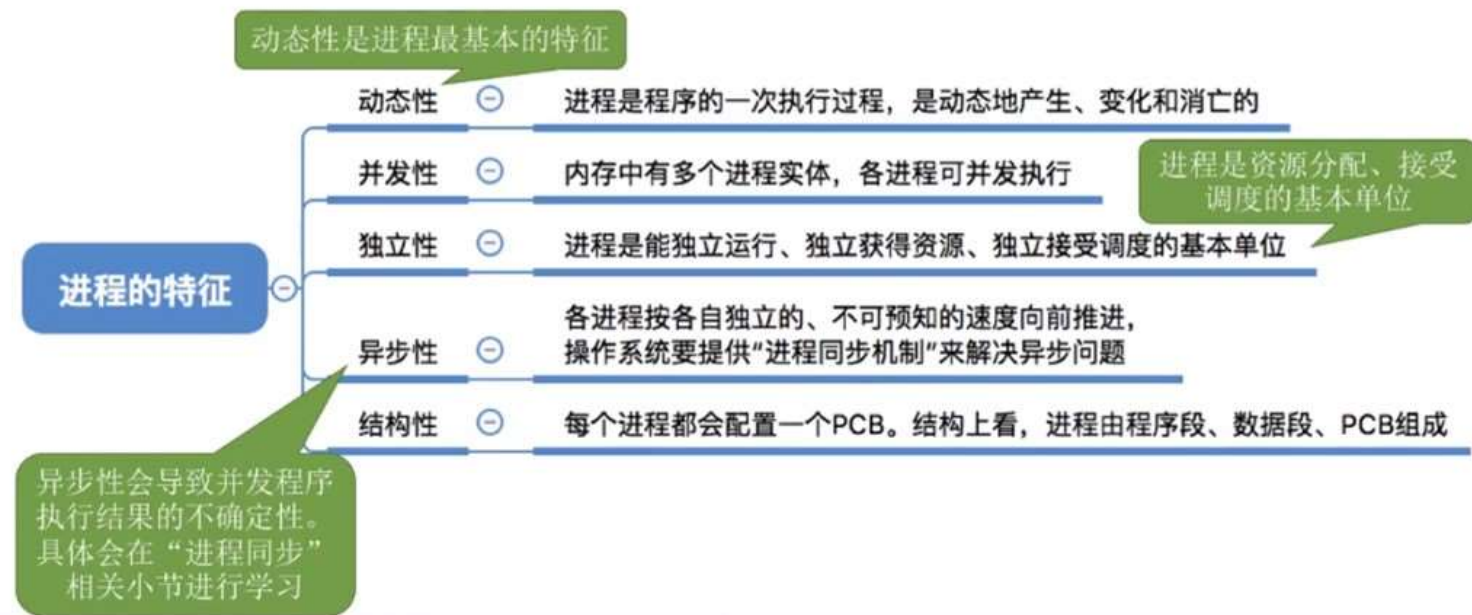 动态性是进程最基本的特征
动态性
进程是程序的一次执行过程，是动态地产生、变化和消亡的
并发性
内存中有多个进程实体，各进程可并发执行
进程是资源分配、接受
调度的基本单位
独立性
进程是能独立运行、独立获得资源、独立接受调度的基本单位
进程的特征
异步性
各进程按各自独立的、不可预知的速度向前推进，
操作系统要提供“进程同步机制”来解决异步问题
结构性
每个进程都会配置一个PCB。结构上看，进程由程序段、数据段、PCB组成
异步性会导致并发程序
执行结果的不确定性。
具体会在“进程同步”
相关小节进行学习